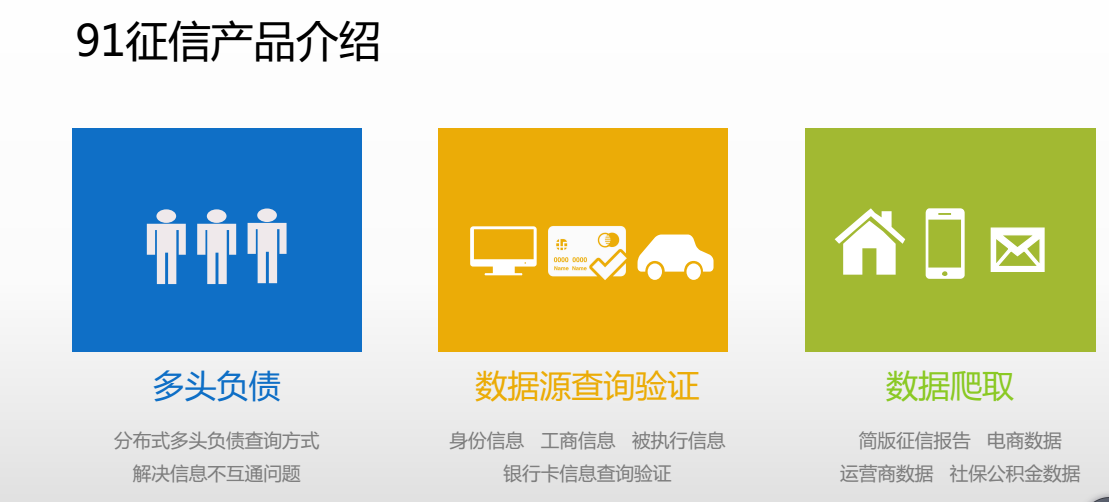 91征信产品介绍
0000 0000
Name Name
多头负债
分布式多头负债查询方式
解决信息不互通问题
数据源查询验证
身份信息 工商信息 被执行信息
银行卡信息查询验证
数据爬取
简版征信报告 电商数据
运营商数据 社保公积金数据